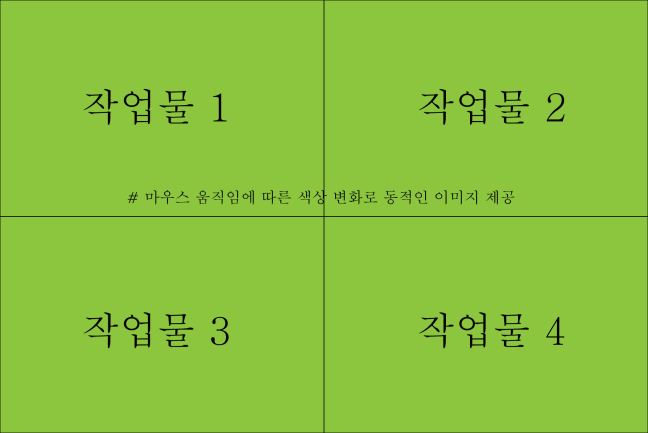 작업물 1
작업물 2
# 마우스 움직임에 따른 색상 변화로 동적인 이미지 제공
작업물 3
작업물 4